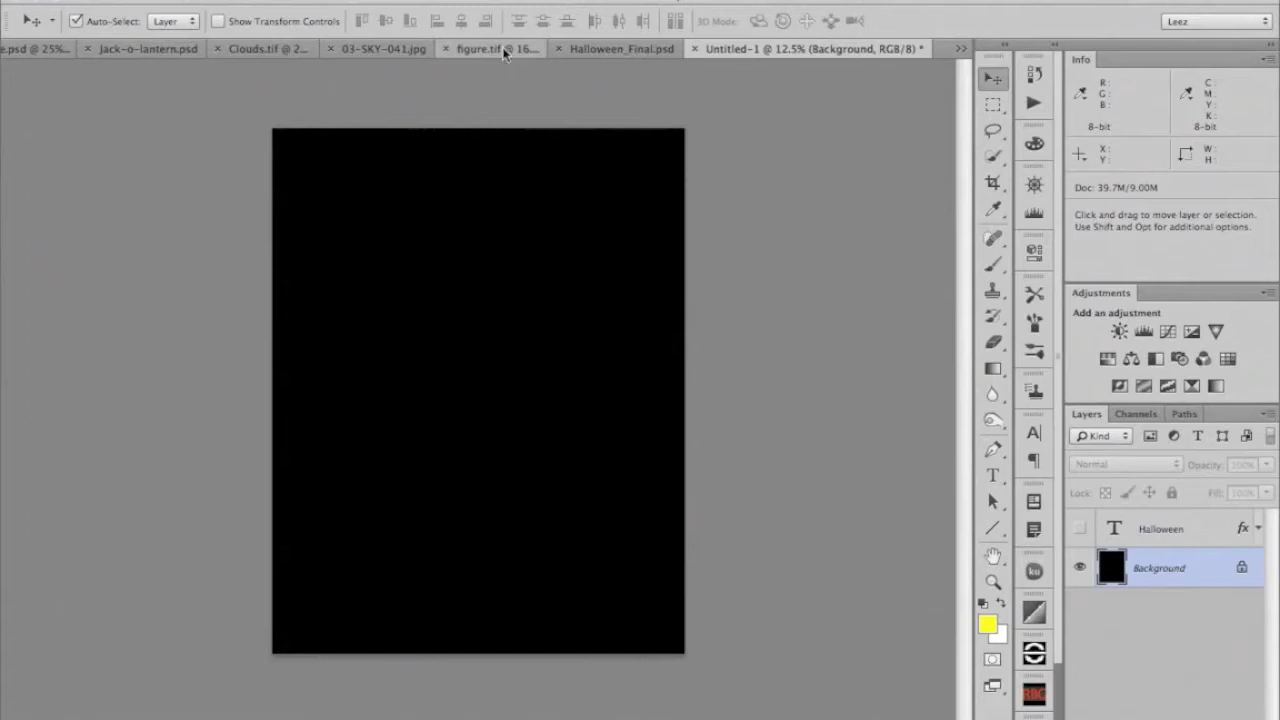 Auto-Select: Layer Show Transform Controls 3D Mode: Leez
e.psd @ 25%... × Jack-o-lantern.psd × Clouds.tif @ 2... × 03-SKY-041.jpg × figure.tif @ 16.... × Halloween_Final.psd × Untitled-1 @ 12.5% (Background, RGB/8) * >>
Info
R: C:
G: M:
B: Y:
K:
8-bit 8-bit
X: W:
Y: H:
Doc: 39.7M/9.00M
Click and drag to move layer or selection.
Use Shift and Opt for additional options.
Adjustments
Add an adjustment
Layers Channels Paths
Kind
Normal Opacity: 100%
Lock: Fill: 100%
T Halloween fx
Background
A
T
ku
RBG